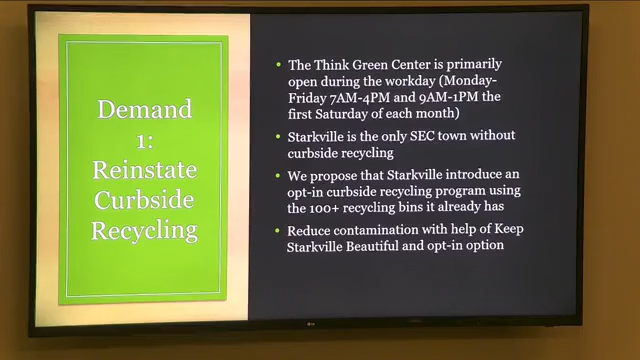 Demand
1:
Reinstate
Curbside
Recycling
• The Think Green Center is primarily
open during the workday (Monday-
Friday 7AM-4PM and 9AM-1PM the
first Saturday of each month)
• Starkville is the only SEC town without
curbside recycling
• We propose that Starkville introduce an
opt-in curbside recycling program using
the 100+ recycling bins it already has
• Reduce contamination with help of Keep
Starkville Beautiful and opt-in option
LG